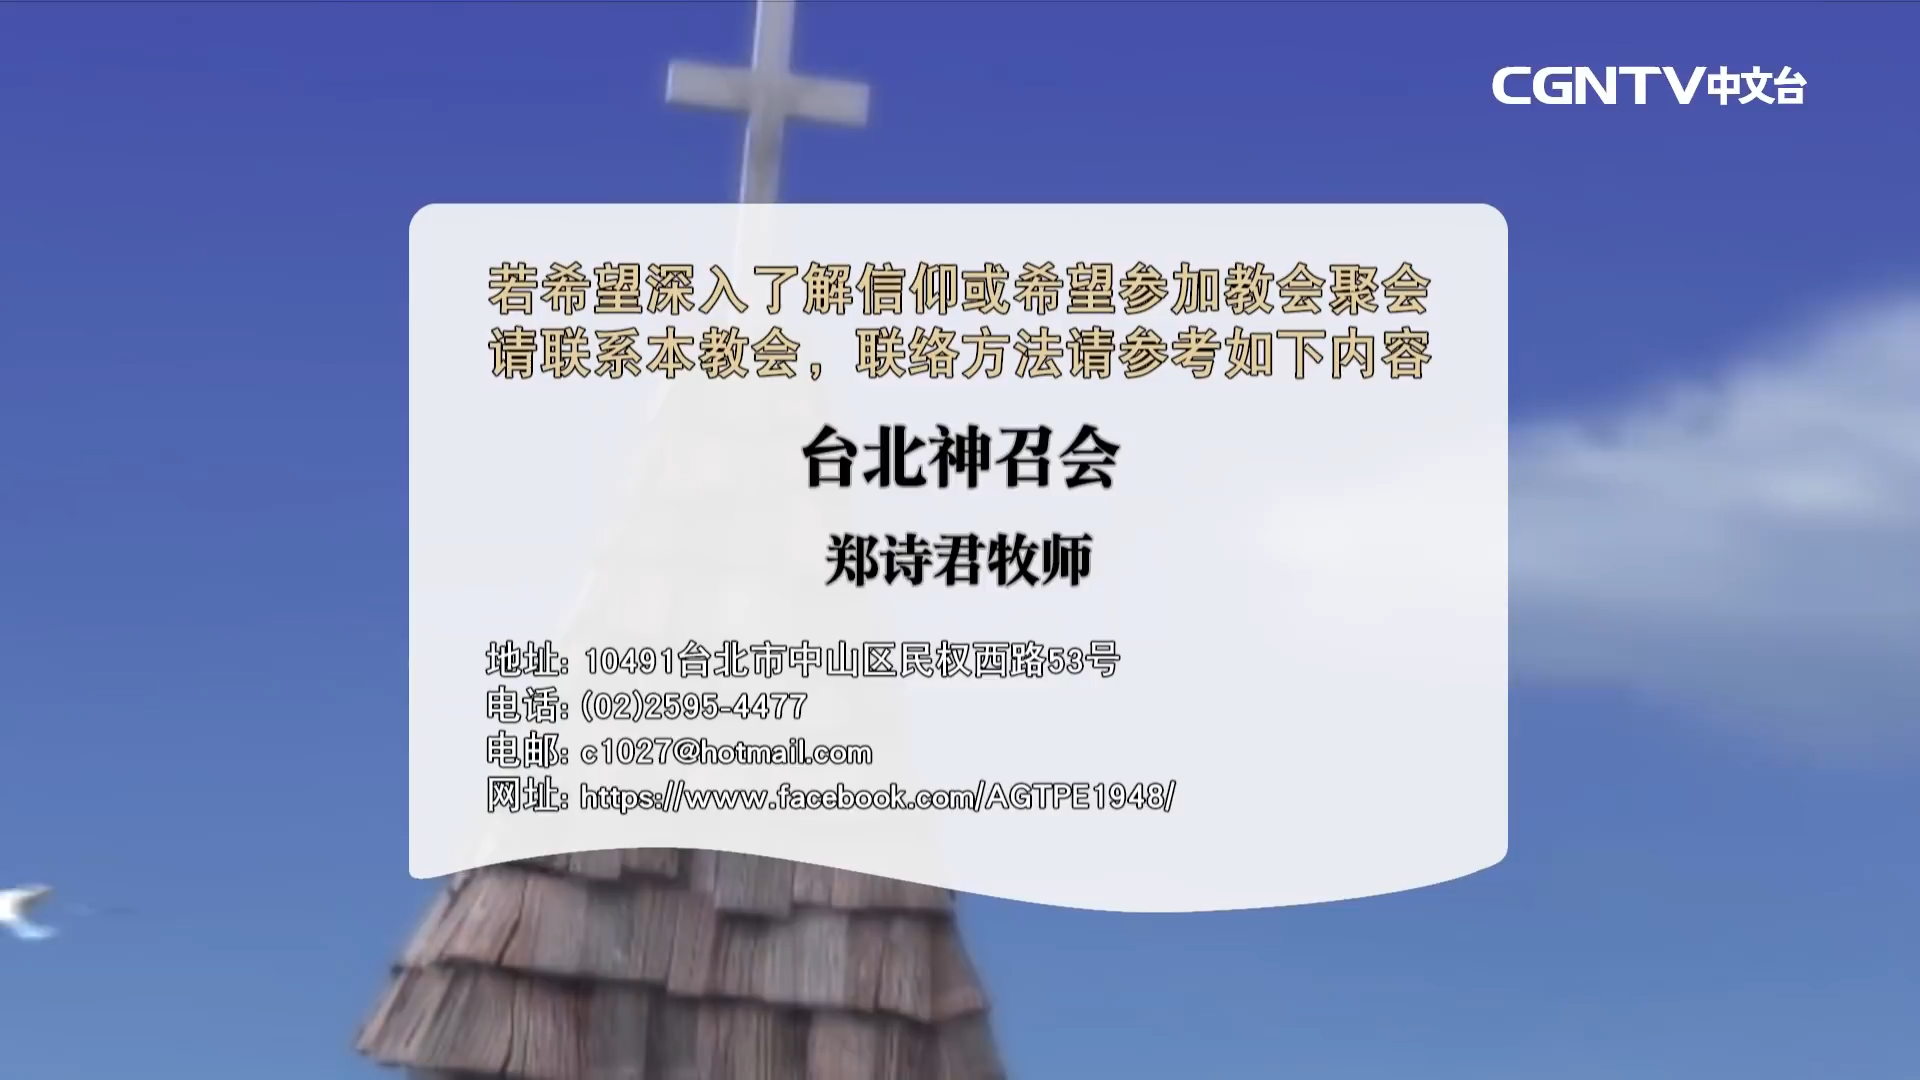 CGNTV中文台
若希望深入了解信仰或希望参加教会聚会
请联系本教会，联络方法请参考如下内容
台北神召会
郑诗君牧师
地址: 10491台北市中山区民权西路53号
电话: (02)2595-4477
电邮: c1027@hotmail.com
网址: https://www.facebook.com/AGTPE1948/